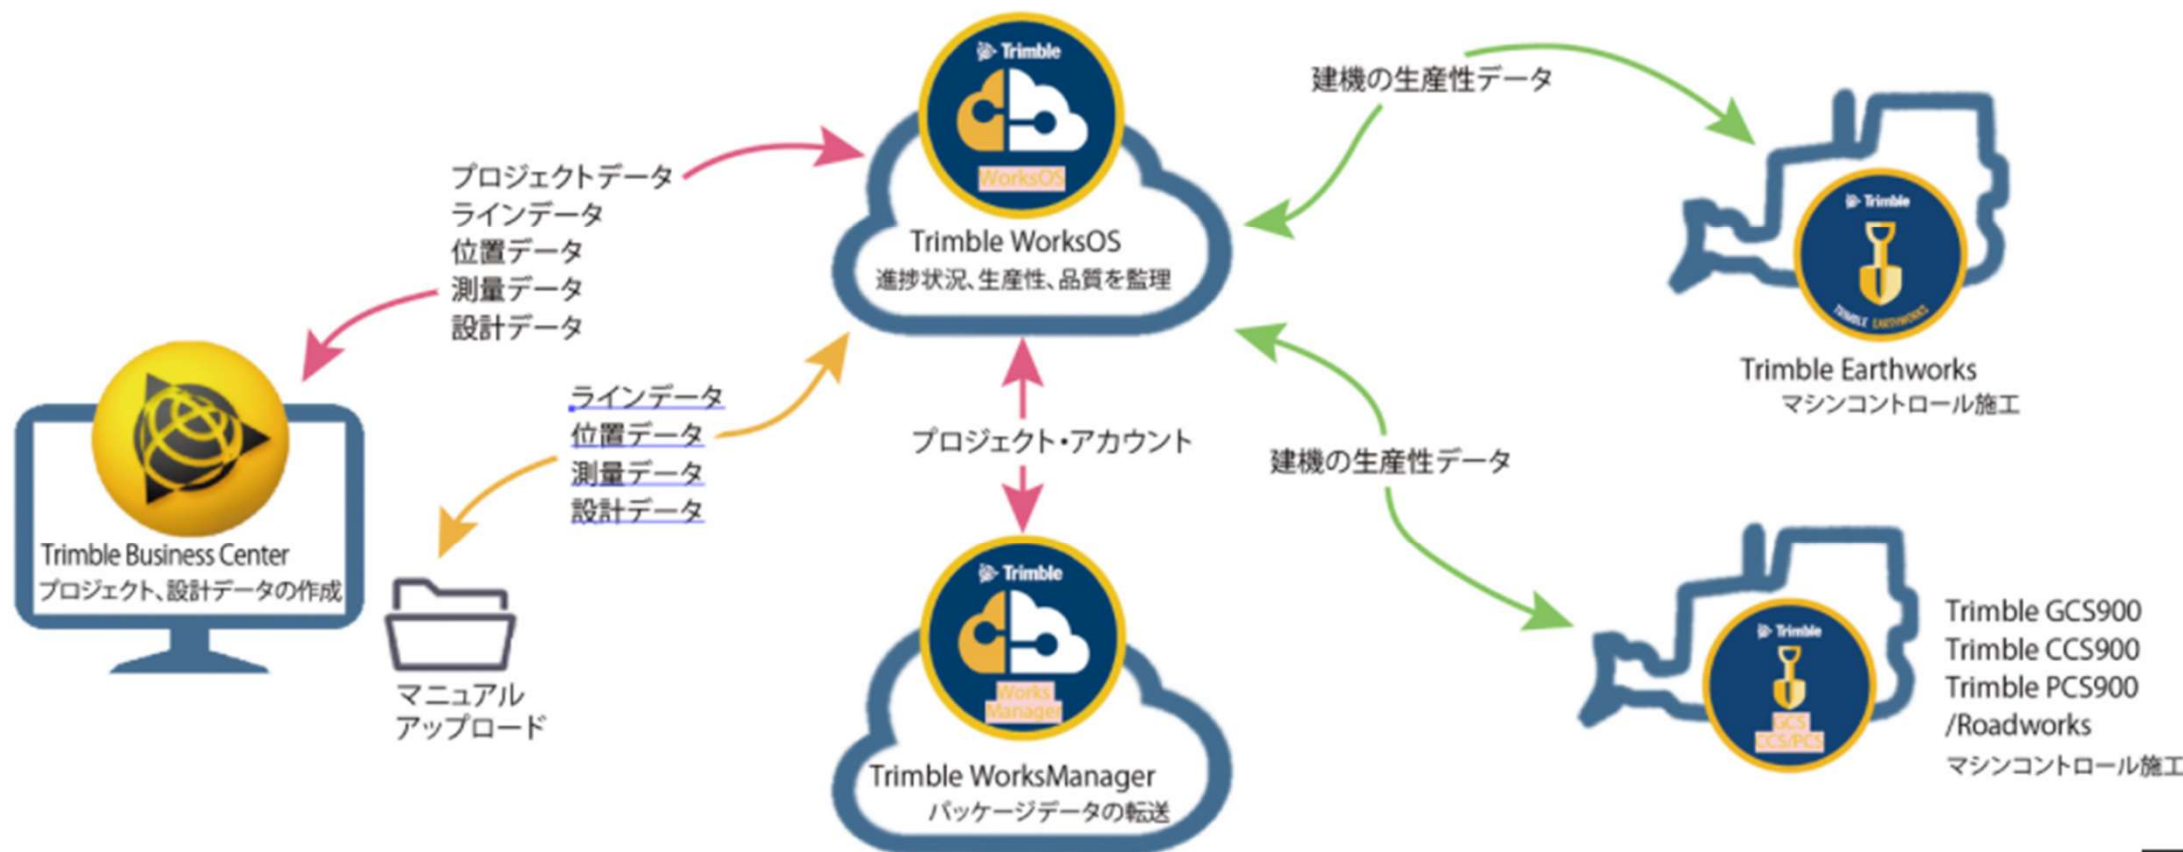 Trimble
WorksOS
Trimble WorksOS
進捗状況、生産性、品質を監理
プロジェクトデータ
ラインデータ
位置データ
測量データ
設計データ
ラインデータ
位置データ
測量データ
設計データ
Trimble Business Center
プロジェクト、設計データの作成
マニュアル
アップロード
プロジェクト・アカウント
Trimble
Works
Manager
Trimble WorksManager
パッケージデータの転送
建機の生産性データ
Trimble
TRIMBLE EARTHWORKS
Trimble Earthworks
マシンコントロール施工
建機の生産性データ
Trimble
GCS
CCS/PCS
Trimble GCS900
Trimble CCS900
Trimble PCS900
/Roadworks
マシンコントロール施工